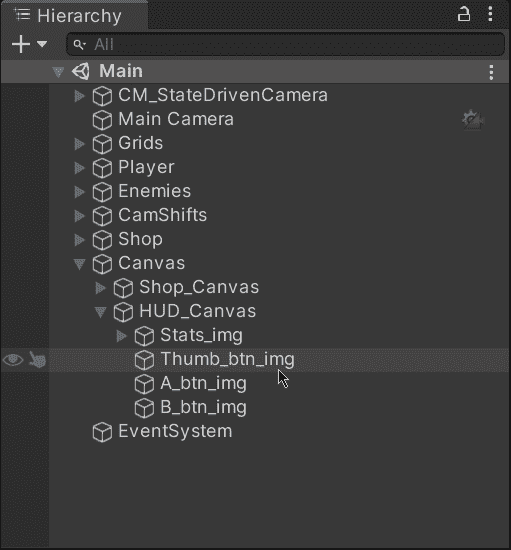 Hierarchy
All
Main
CM_StateDrivenCamera
Main Camera
Grids
Player
Enemies
CamShifts
Shop
Canvas
Shop_Canvas
HUD_Canvas
Stats_img
Thumb_btn_img
A_btn_img
B_btn_img
EventSystem